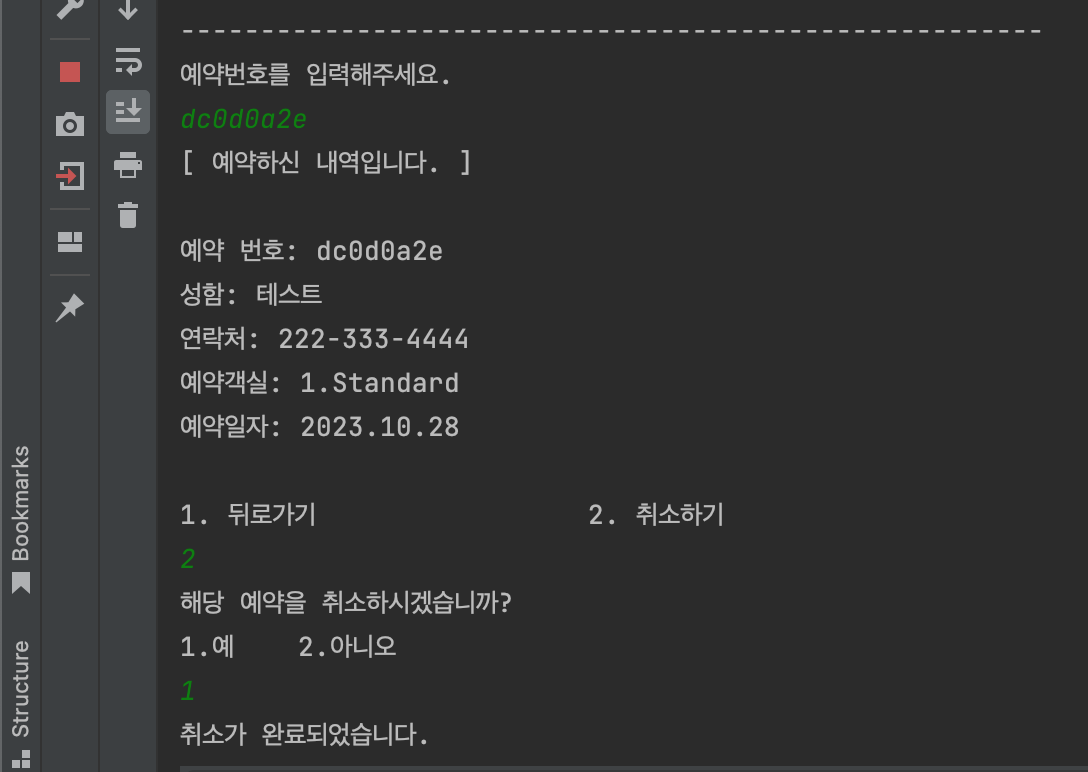 -------------------------------------------------------
예약번호를 입력해주세요.
dc0d0a2e
[ 예약하신 내역입니다. ]
예약 번호: dc0d0a2e
성함: 테스트
연락처: 222-333-4444
예약객실: 1.Standard
예약일자: 2023.10.28
1. 뒤로가기 2. 취소하기
2
해당 예약을 취소하시겠습니까?
1.예 2.아니오
1
취소가 완료되었습니다.
Bookmarks
Structure